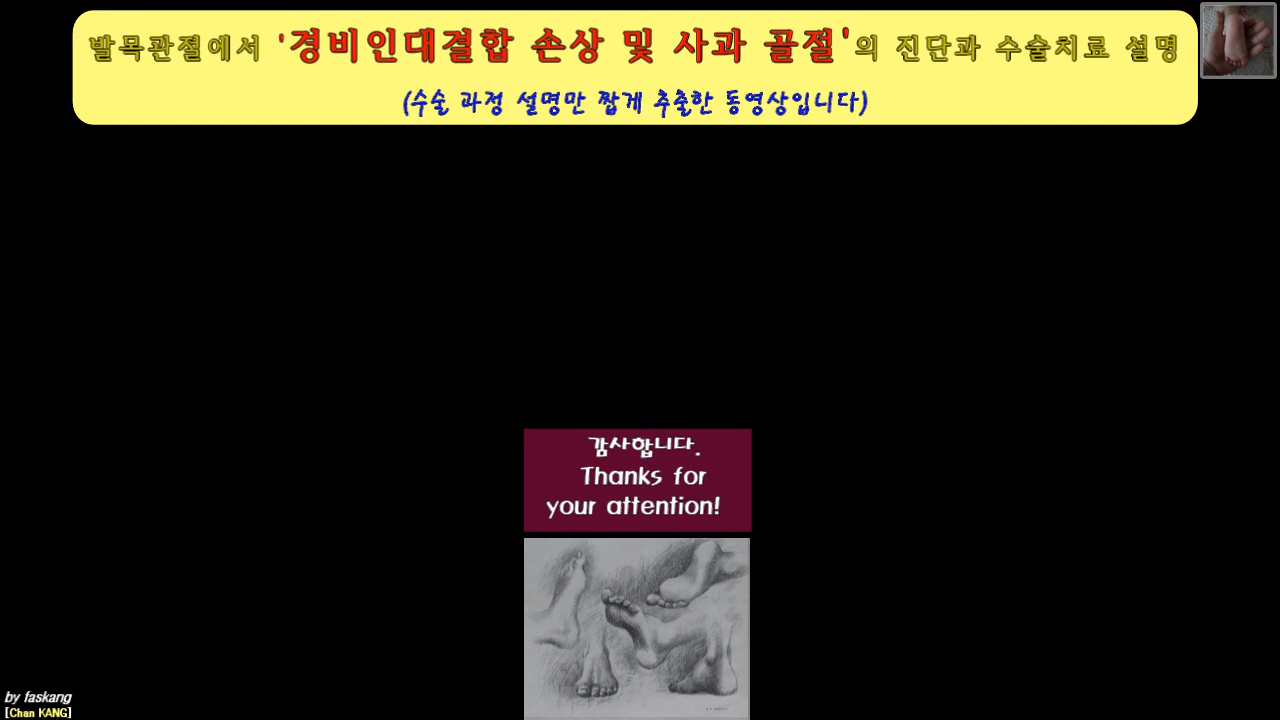 발목관절에서 '경비인대결합 손상 및 사과 골절'의 진단과 수술치료 설명
(수술 과정 설명만 짧게 추출한 동영상입니다)
감사합니다.
Thanks for
your attention!
by faskang
[Chan KANG]